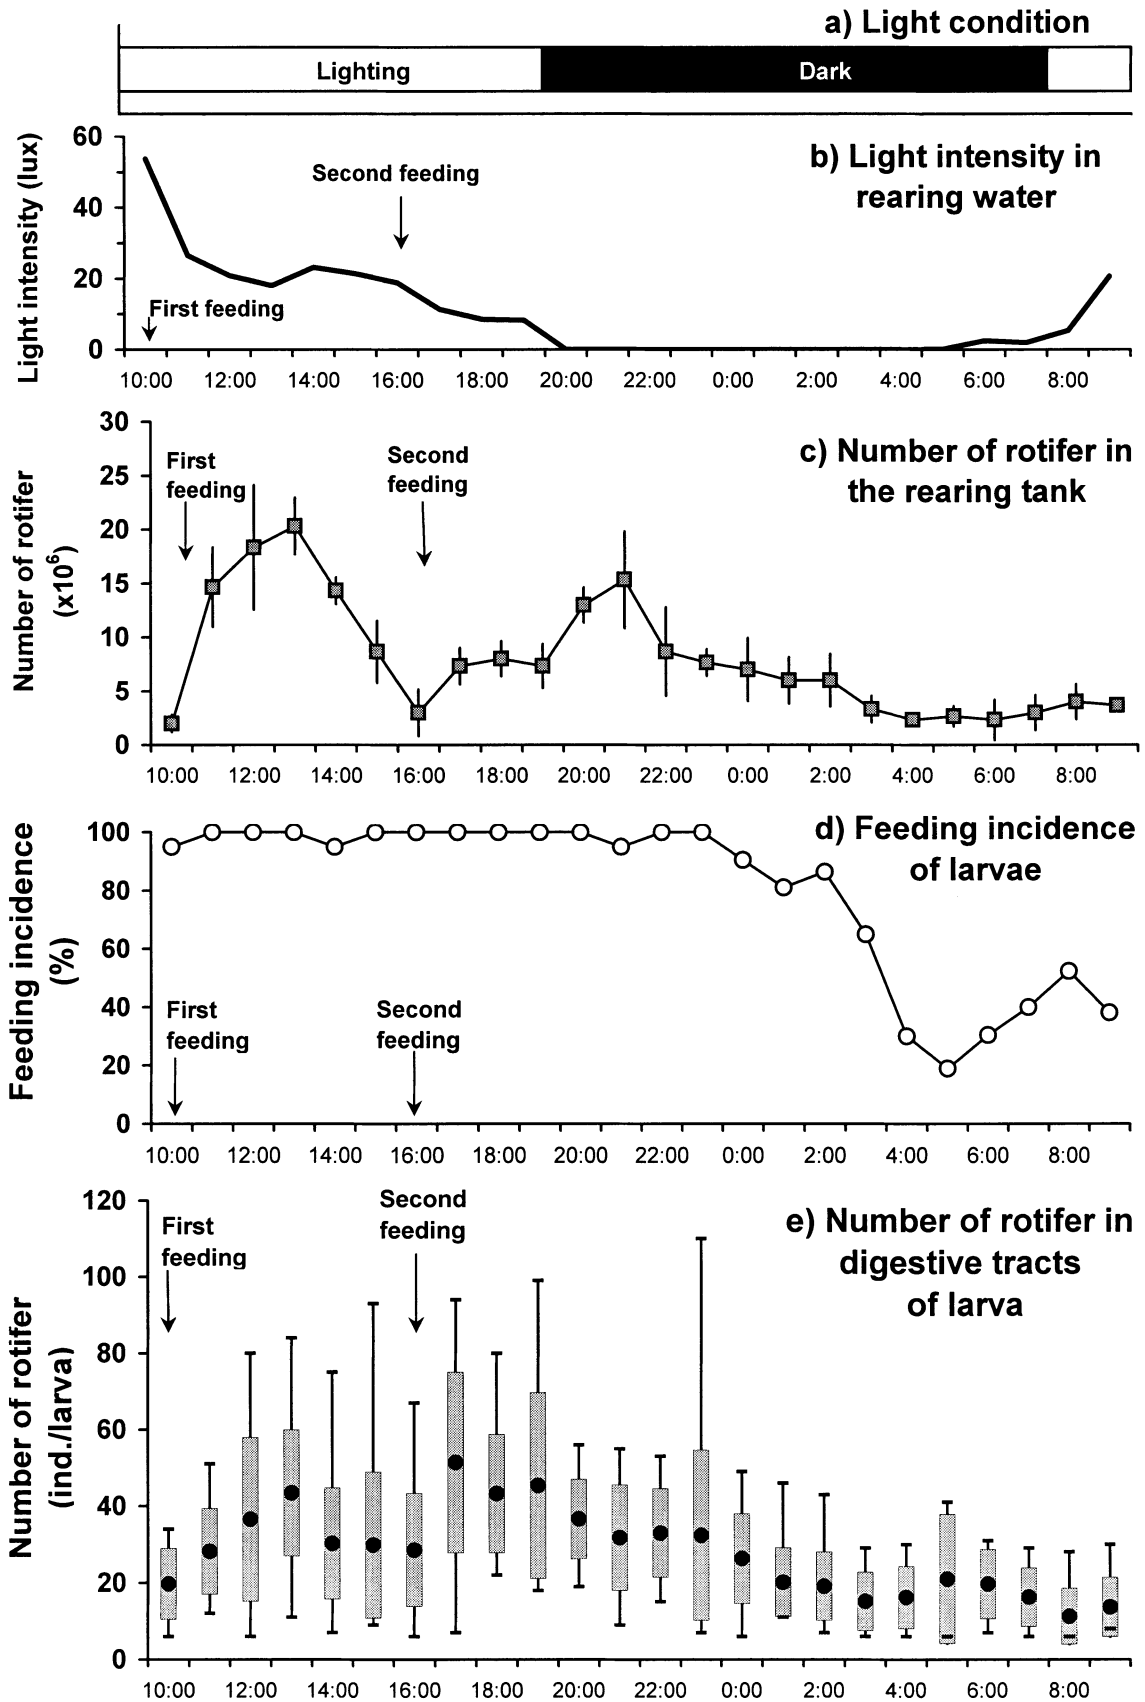 a) Light condition
Lighting
Dark
Light intensity (lux)
60
40
20
0
b) Light intensity in
rearing water
Second feeding
First feeding
10:00 12:00 14:00 16:00 18:00 20:00 22:00 0:00 2:00 4:00 6:00 8:00
Number of rotifer
(x10⁶)
30
25
20
15
10
5
0
c) Number of rotifer in
the rearing tank
First
feeding
Second
feeding
10:00 12:00 14:00 16:00 18:00 20:00 22:00 0:00 2:00 4:00 6:00 8:00
Feeding incidence
(%)
100
80
60
40
20
0
d) Feeding incidence
of larvae
First
feeding
Second
feeding
10:00 12:00 14:00 16:00 18:00 20:00 22:00 0:00 2:00 4:00 6:00 8:00
Number of rotifer
(ind./larva)
120
100
80
60
40
20
0
e) Number of rotifer in
digestive tracts
of larva
First
feeding
Second
feeding
10:00 12:00 14:00 16:00 18:00 20:00 22:00 0:00 2:00 4:00 6:00 8:00